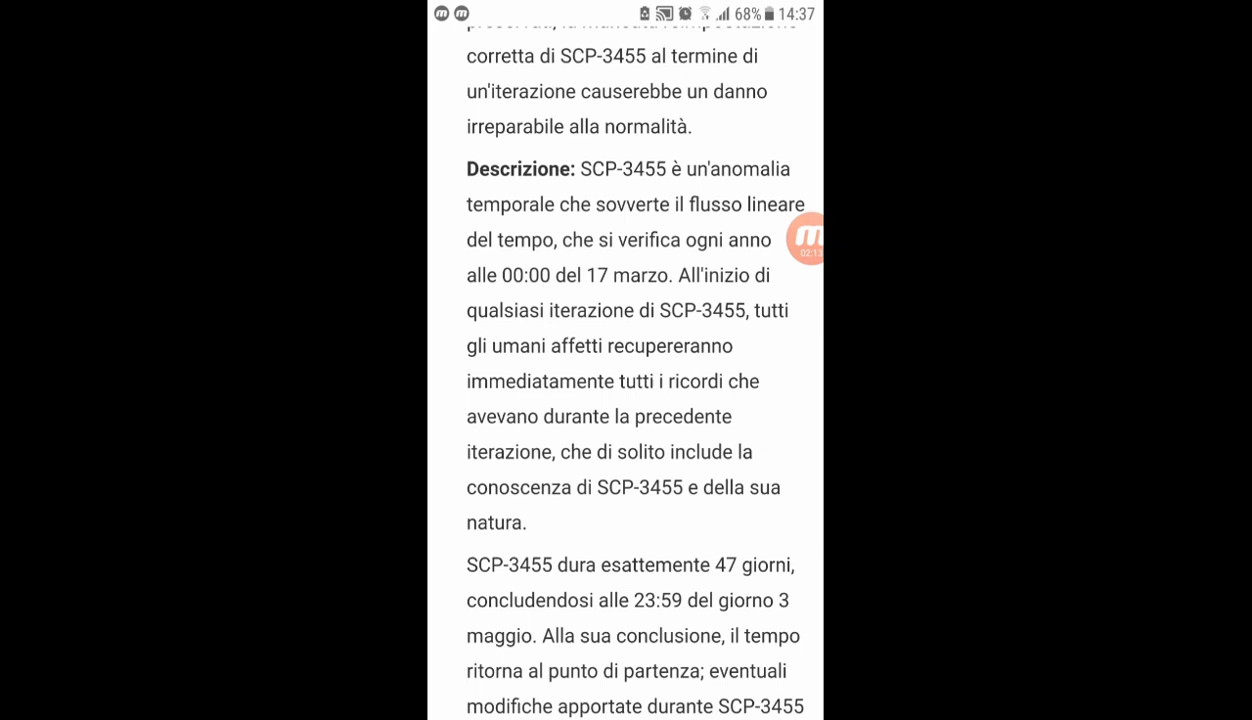 68% 14:37
corretta di SCP-3455 al termine di
un'iterazione causerebbe un danno
irreparabile alla normalità.
Descrizione: SCP-3455 è un'anomalia
temporale che sovverte il flusso lineare
del tempo, che si verifica ogni anno
alle 00:00 del 17 marzo. All'inizio di
qualsiasi iterazione di SCP-3455, tutti
gli umani affetti recupereranno
immediatamente tutti i ricordi che
avevano durante la precedente
iterazione, che di solito include la
conoscenza di SCP-3455 e della sua
natura.
SCP-3455 dura esattemente 47 giorni,
concludendosi alle 23:59 del giorno 3
maggio. Alla sua conclusione, il tempo
ritorna al punto di partenza; eventuali
modifiche apportate durante SCP-3455
m
02:13